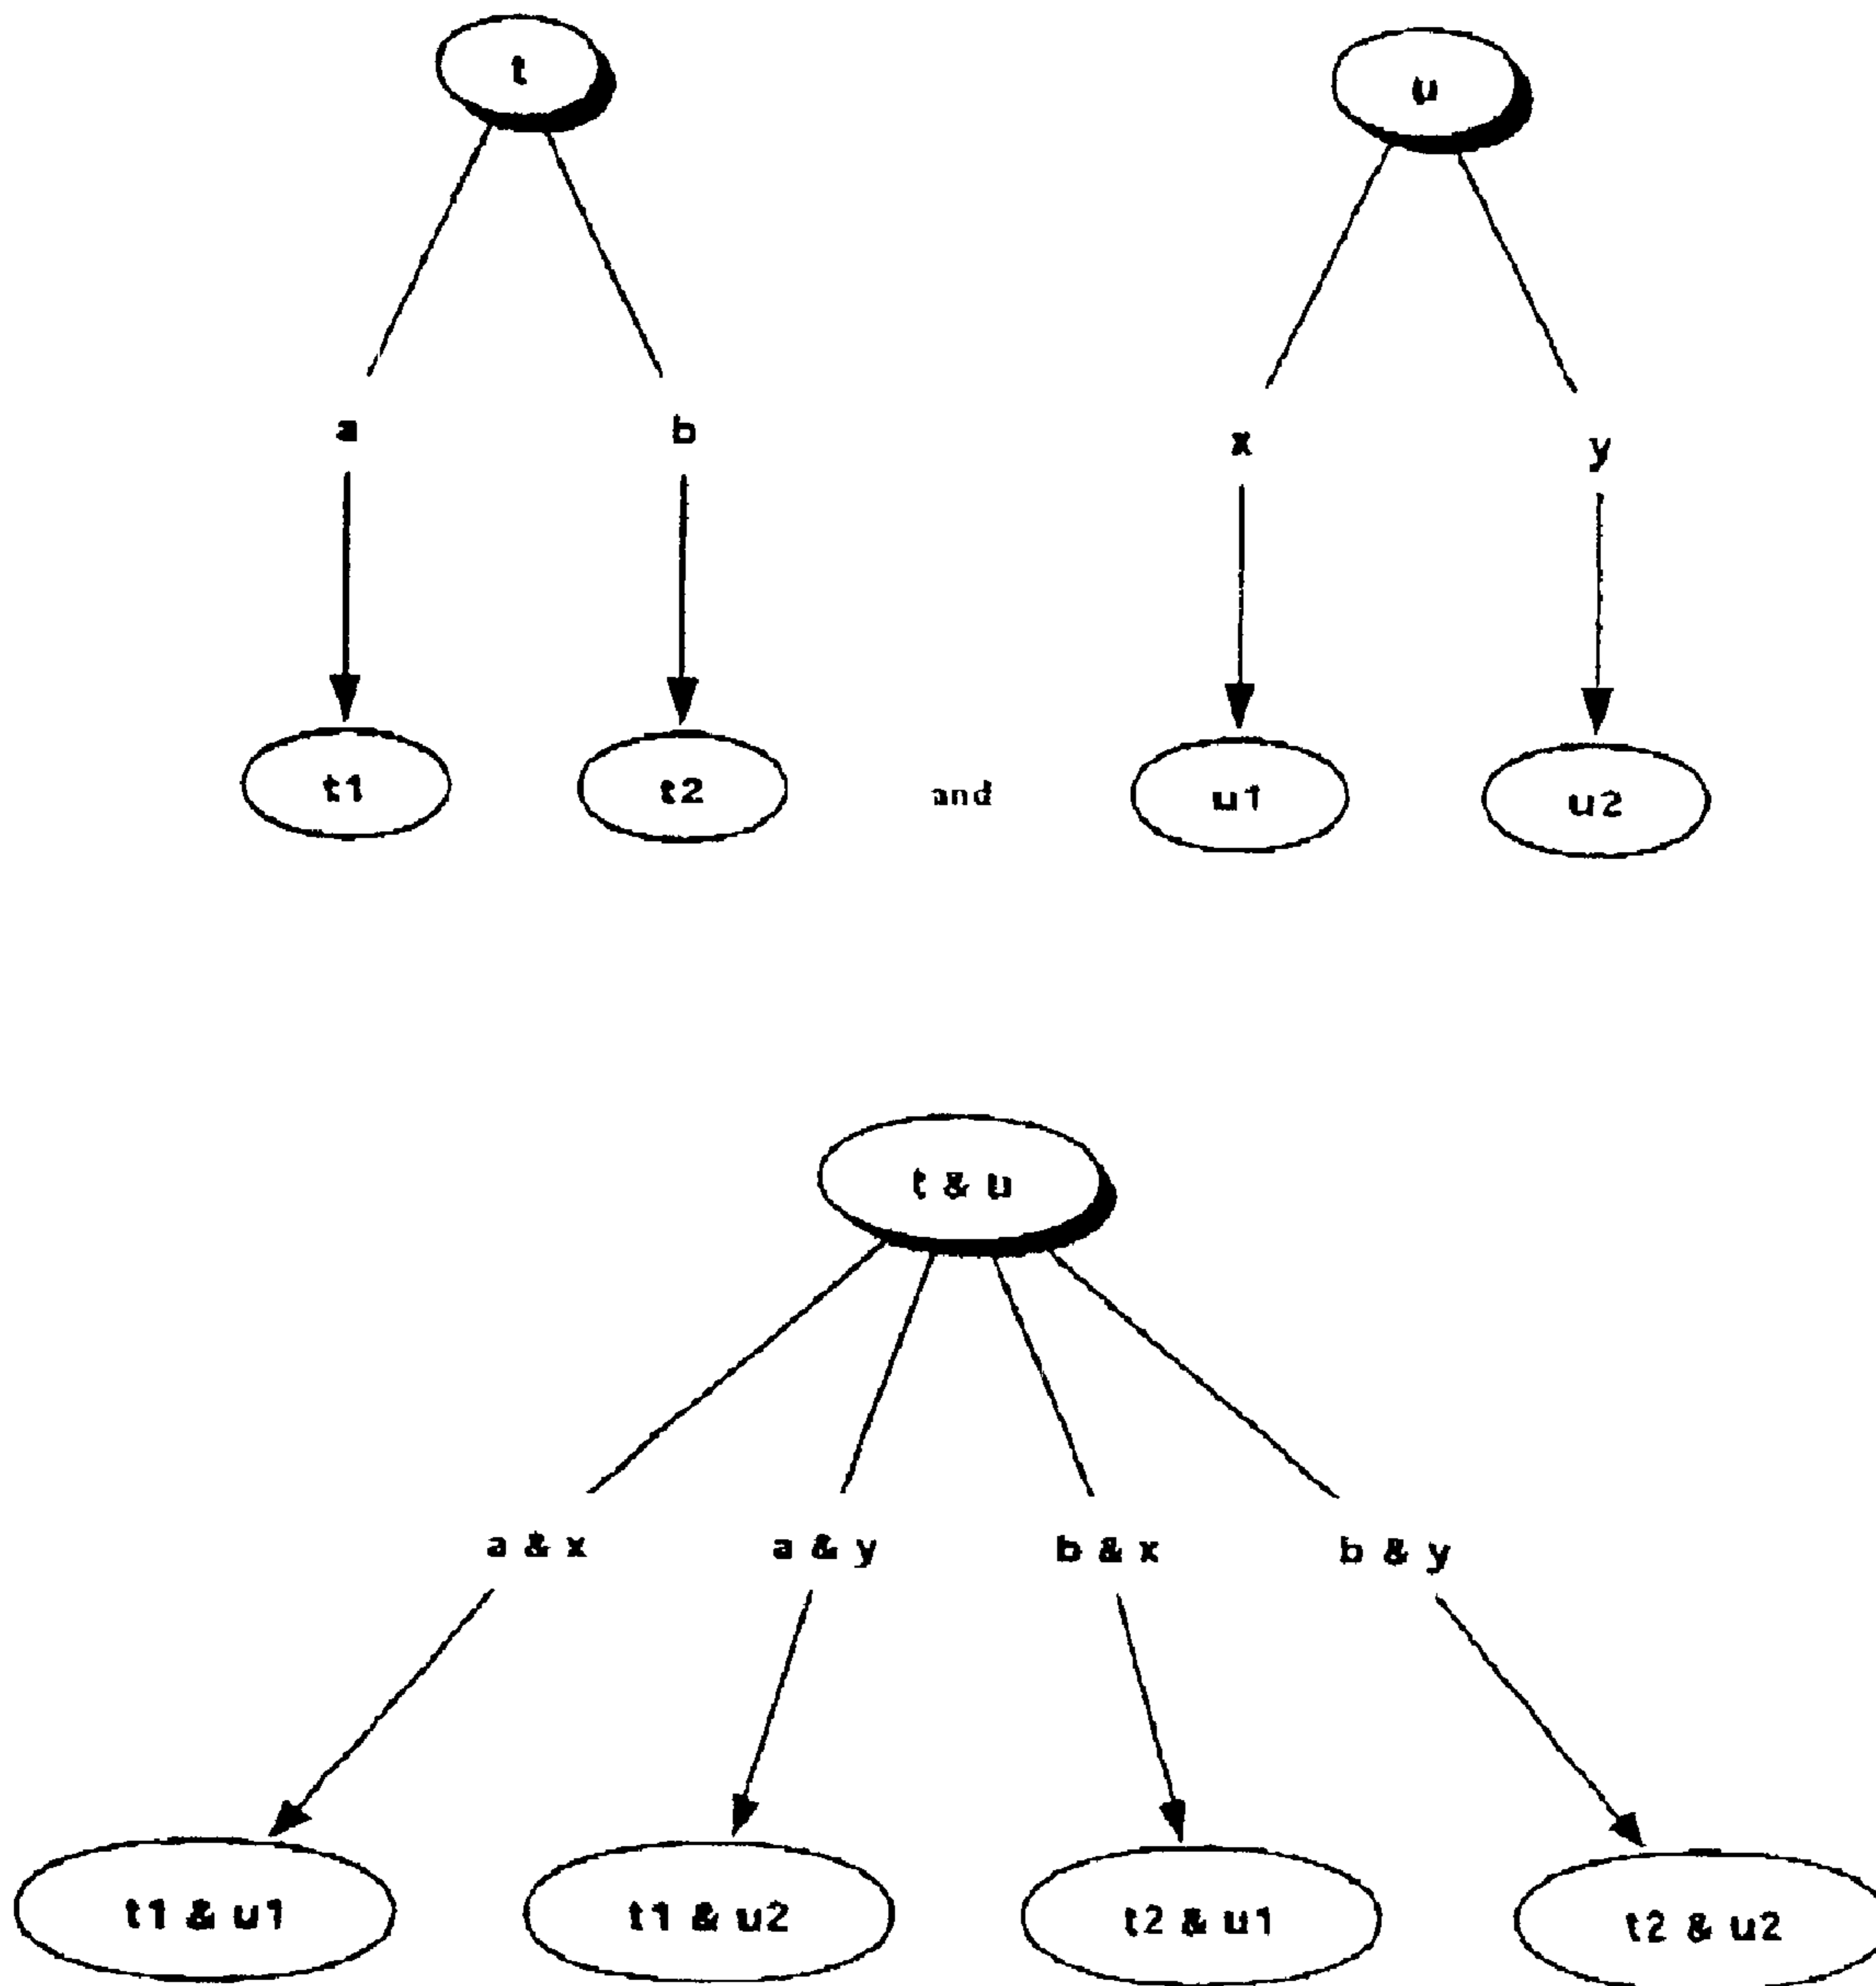 t
u
a
b
x
y
t1
t2
and
u1
u2
t & u
a & x
a & y
b & x
b & y
t1 & u1
t1 & u2
t2 & u1
t2 & u2